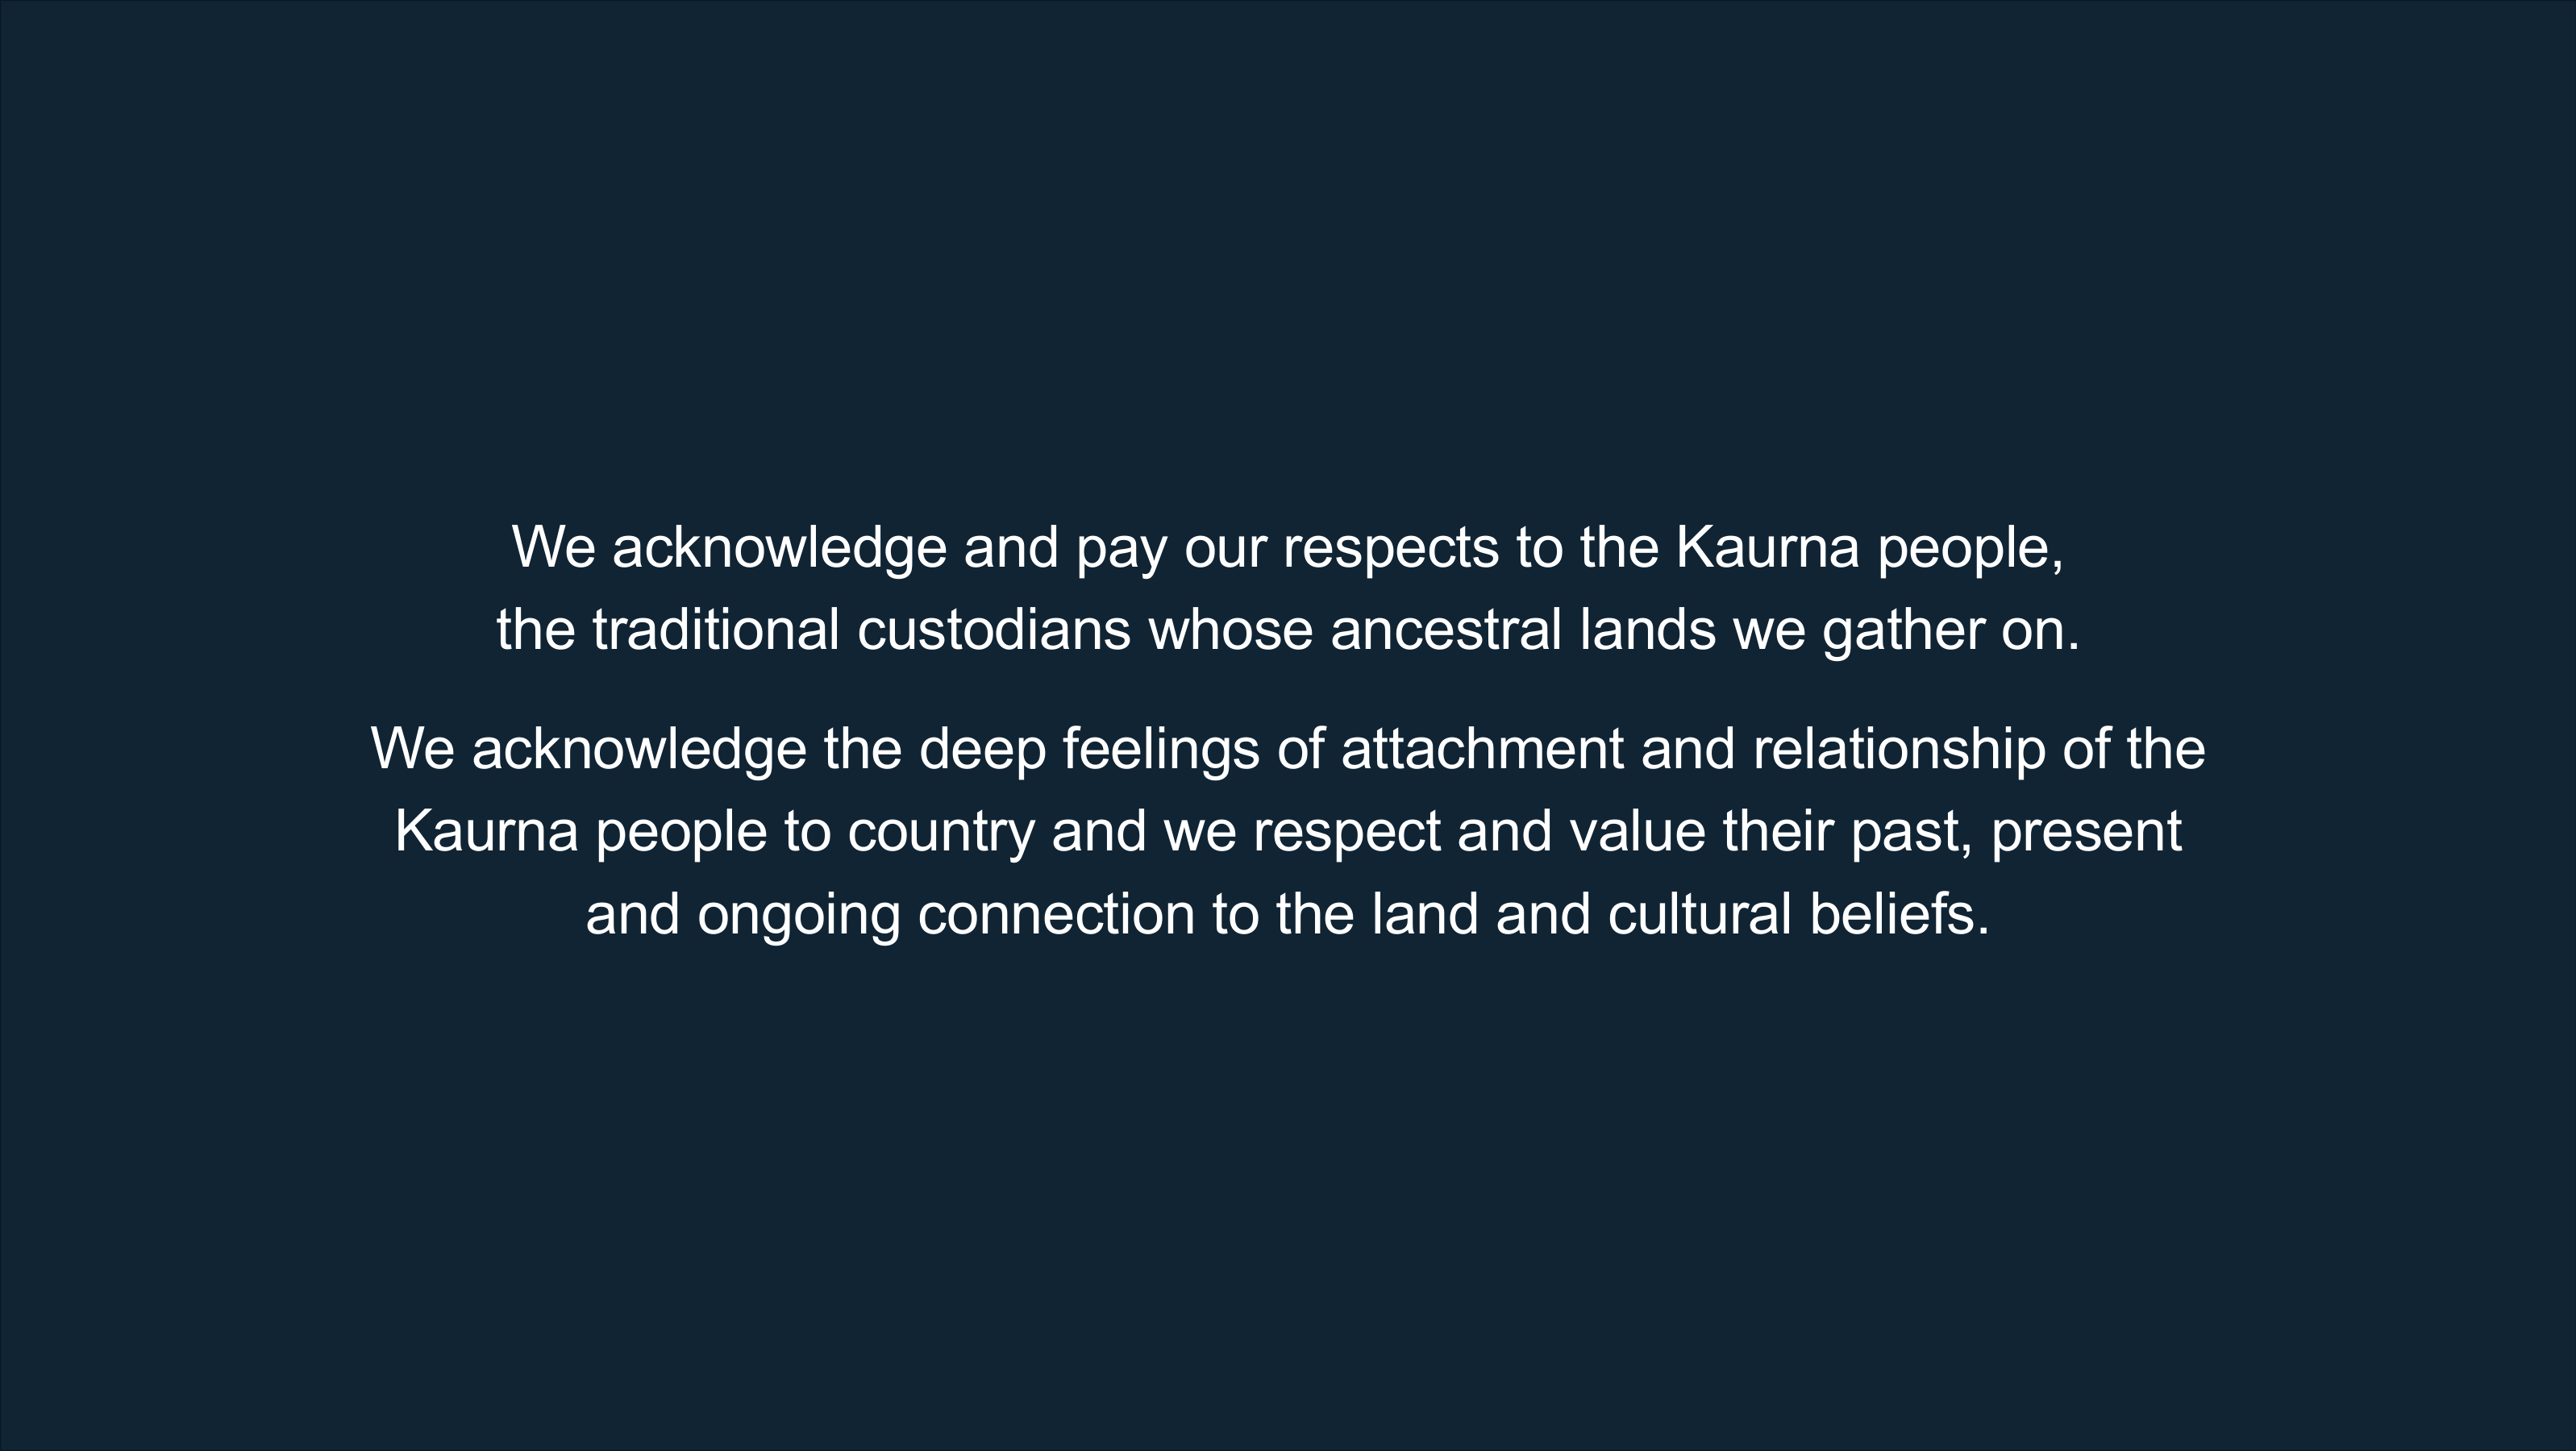 We acknowledge and pay our respects to the Kaurna people,
the traditional custodians whose ancestral lands we gather on.
We acknowledge the deep feelings of attachment and relationship of the
Kaurna people to country and we respect and value their past, present
and ongoing connection to the land and cultural beliefs.